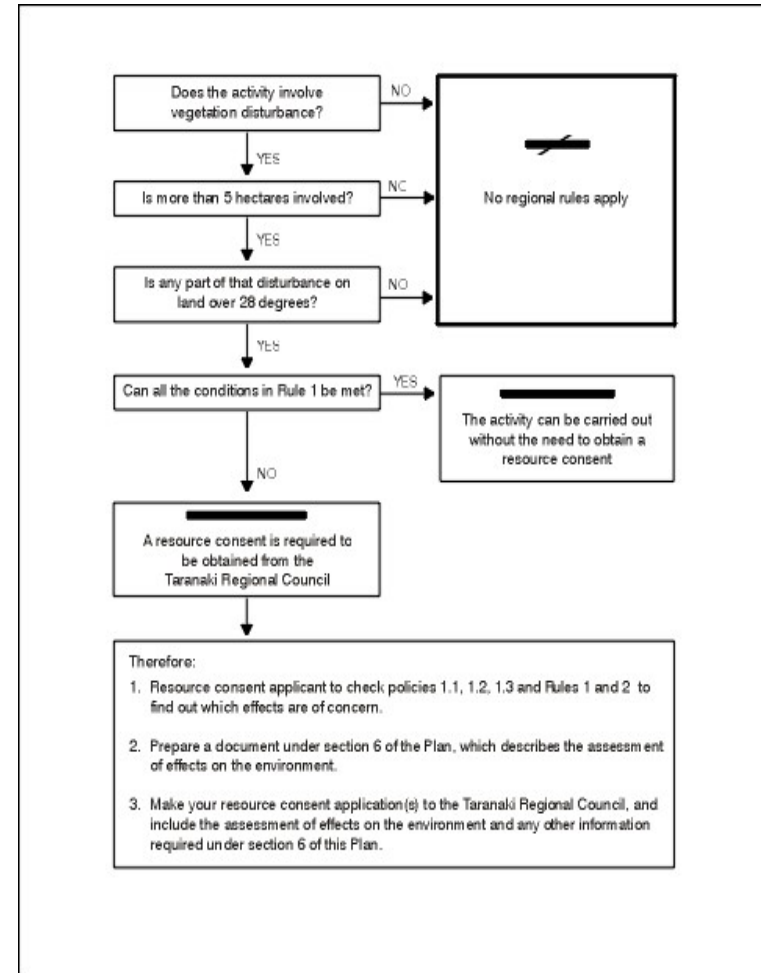 Does the activity involve
vegetation disturbance?
NO
YES
Is more than 5 hectares involved?
NO
No regional rules apply
YES
Is any part of that disturbance on
land over 28 degrees?
NO
YES
Can all the conditions in Rule 1 be met?
YES
The activity can be carried out
without the need to obtain a
resource consent
NO
A resource consent is required to
be obtained from the
Taranaki Regional Council
Therefore:
1. Resource consent applicant to check policies 1.1, 1.2, 1.3 and Rules 1 and 2 to
find out which effects are of concern.
2. Prepare a document under section 6 of the Plan, which describes the assessment
of effects on the environment.
3. Make your resource consent application(s) to the Taranaki Regional Council, and
include the assessment of effects on the environment and any other information
required under section 6 of this Plan.